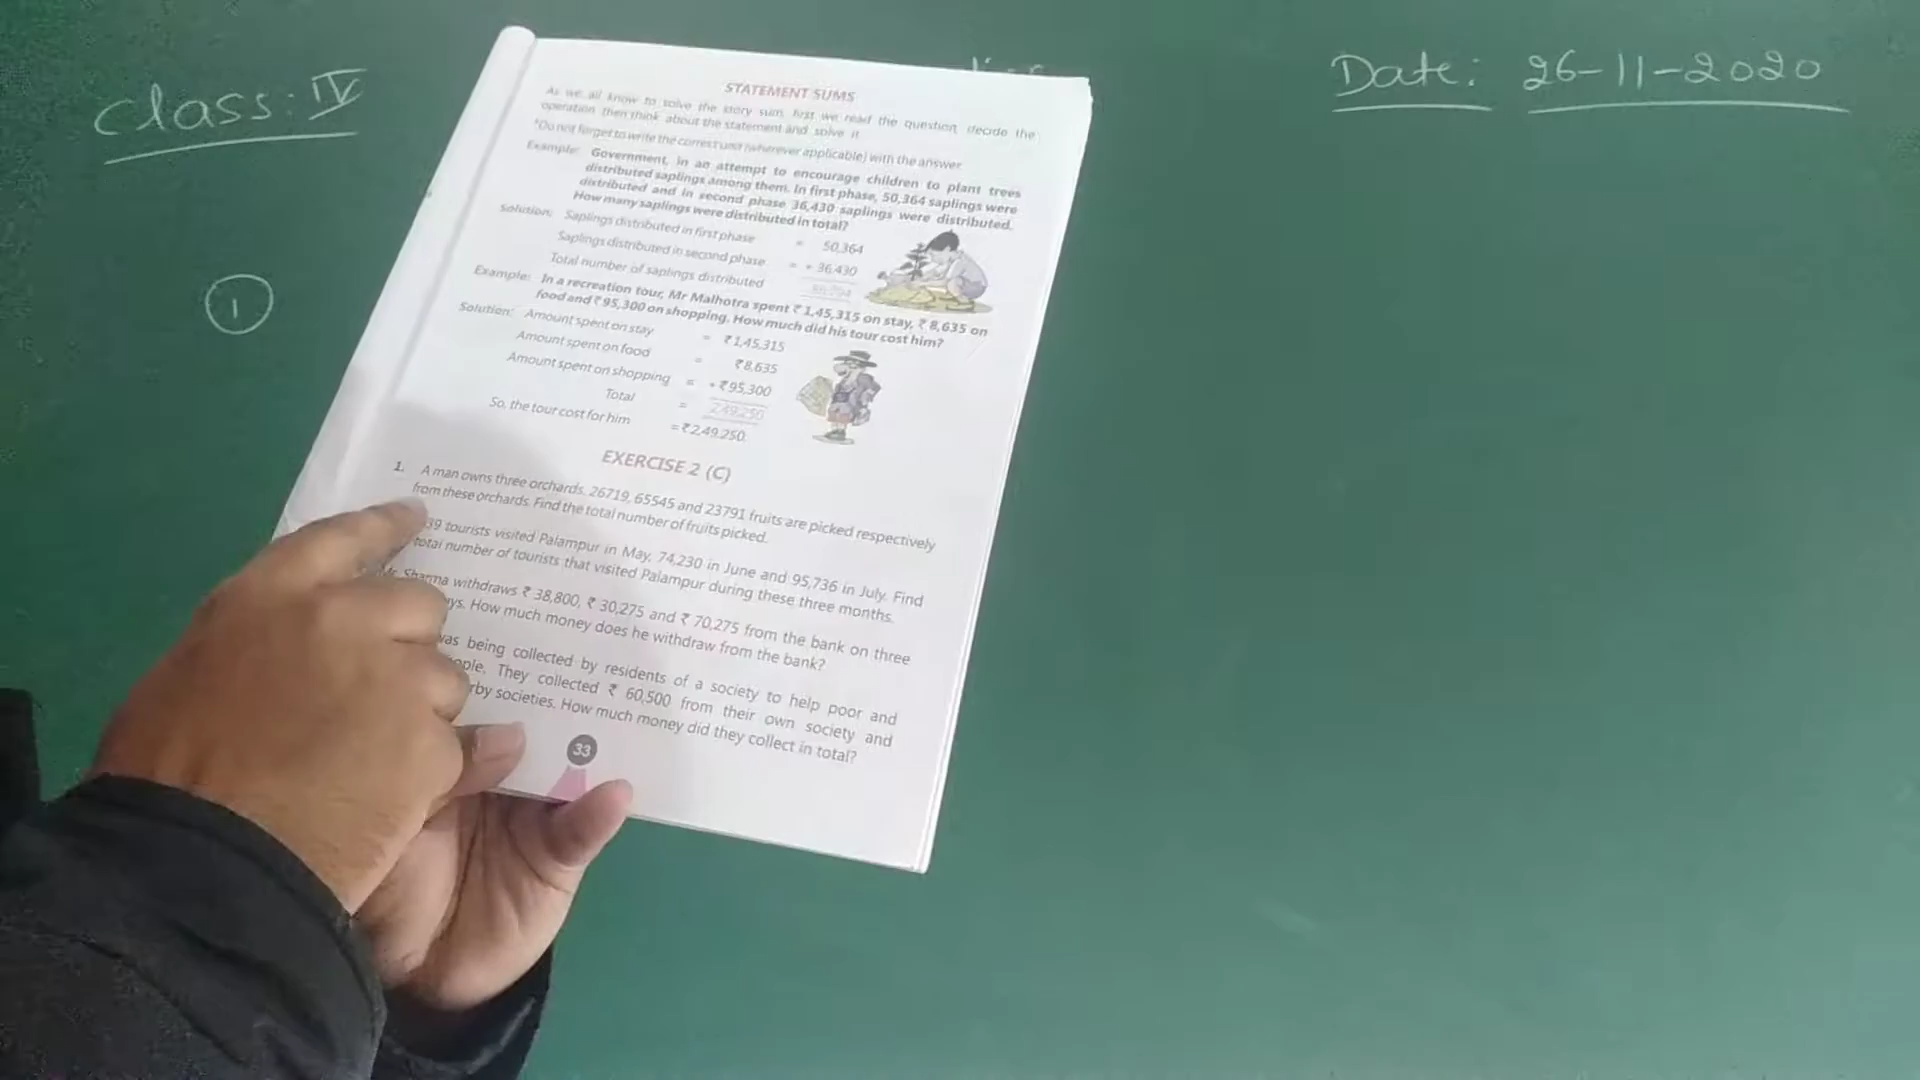 Class: IV
Date: 26-11-2020
1
STATEMENT SUMS
As we all know to solve the story sum, first we read the question, decide the
operation then think about the statement and solve it.
*Do not forget to write the correct unit (wherever applicable) with the answer.
Example: Government, in an attempt to encourage children to plant trees
distributed saplings among them. In first phase, 50,364 saplings were
distributed and in second phase 36,430 saplings were distributed.
How many saplings were distributed in total?
Solution: Saplings distributed in first phase = 50,364
Saplings distributed in second phase = + 36,430
Total number of saplings distributed
Example: In a recreation tour, Mr Malhotra spent ₹ 1,45,315 on stay, ₹ 8,635 on
food and ₹ 95,300 on shopping. How much did his tour cost him?
Solution: Amount spent on stay = ₹ 1,45,315
Amount spent on food = ₹ 8,635
Amount spent on shopping = + ₹ 95,300
Total = 2,49,250
So, the tour cost for him = ₹ 2,49,250.
EXERCISE 2 (C)
1. A man owns three orchards. 26719, 65545 and 23791 fruits are picked respectively
from these orchards. Find the total number of fruits picked.
39 tourists visited Palampur in May, 74,230 in June and 95,736 in July. Find
total number of tourists that visited Palampur during these three months.
Mr. Sharma withdraws ₹ 38,800, ₹ 30,275 and ₹ 70,275 from the bank on three
ys. How much money does he withdraw from the bank?
was being collected by residents of a society to help poor and
ople. They collected ₹ 60,500 from their own society and
rby societies. How much money did they collect in total?
33